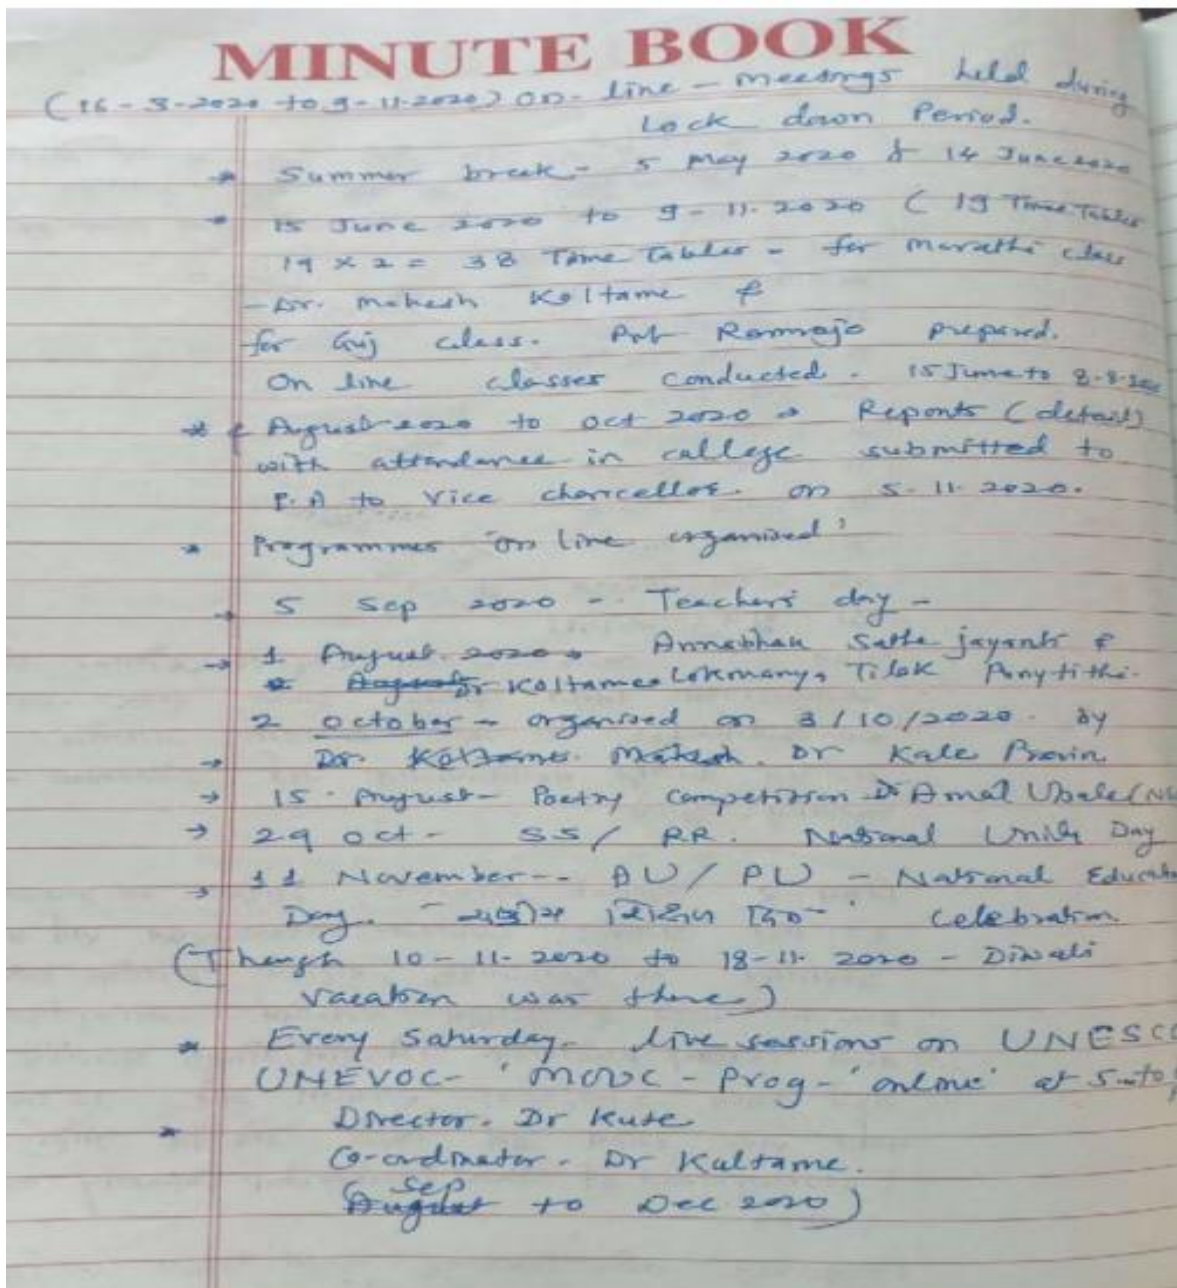 MINUTE BOOK
(16-3-2020 to 9-11-2020) on-line - meetings held during
Lock down Period.
* Summer break - 5 May 2020 & 14 June 2020
* 15 June 2020 to 9-11-2020 ( 19 Time Tables
19 x 2 = 38 Time tables - for marathi class
- Dr. Mahesh Koltame &
for Guj class. Ramraje prepared.
On line classes conducted. 15 June to 8-8-2020
* & August 2020 to Oct 2020 → Reports (detail)
with attendance in college submitted to
P.A to Vice chancellor on 5-11-2020.
* Programmes 'on line organised'
→ 5 Sep 2020 - Teachers' day -
→ 1 August 2020 → Annabhau Sathe jayanti &
August Dr Koltame Lokmanya Tilak Punytithi.
2 October - organised on 3/10/2020. by
→ Dr. Koltame. Mahesh. Dr Kale Pravin
→ 15 August - Poetry competition Dr Amol Ubale
→ 29 oct - SS/ RR. National Unity Day
→ 11 November - AU/ PU - National Education
Day. दिन celebration
(Though 10-11-2020 to 18-11-2020 - Diwali
vacation was there)
* Every Saturday - live sessions on UNESCO
UNEVOC - 'MOOC - Prog - 'online' at 5
* Director. Dr Kute
Co-ordinator. Dr Kultame.
sep
(August to Dec 2020)